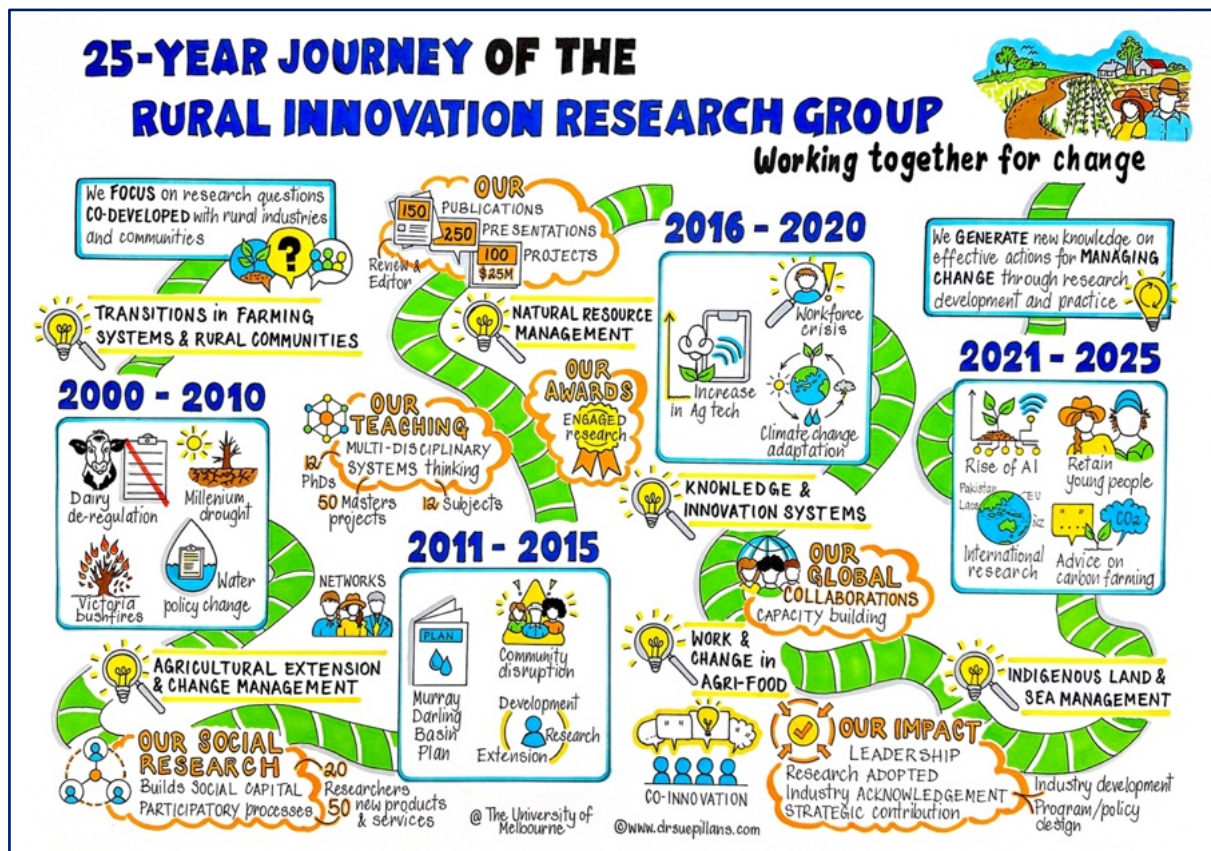 25-YEAR JOURNEY OF THE
RURAL INNOVATION RESEARCH GROUP
Working together for change
We FOCUS on research questions
CO-DEVELOPED with rural industries
and communities
?
TRANSITIONS in FARMING
SYSTEMS & RURAL COMMUNITIES
2000 - 2010
Dairy
de-regulation
Millenium
drought
Victoria
bushfires
Water
policy change
NETWORKS
AGRICULTURAL EXTENSION
& CHANGE MANAGEMENT
OUR SOCIAL
RESEARCH
Builds SOCIAL CAPITAL
PARTICIPATORY processes
20
Researchers
50 new products
& services
OUR
150 PUBLICATIONS
250 PRESENTATIONS
100 PROJECTS
$25M
Review &
Editor
NATURAL RESOURCE
MANAGEMENT
OUR
TEACHING
MULTI-DISCIPLINARY
SYSTEMS thinking
12
PhDs
50 Masters
projects
12 Subjects
OUR
AWARDS
ENGAGED
research
2011 - 2015
PLAN
Murray
Darling
Basin
Plan
Community
disruption
Development
Research
Extension
@ The University of
Melbourne
2016 - 2020
Increase
in Ag tech
!
Workforce
crisis
Climate change
adaptation
KNOWLEDGE &
INNOVATION SYSTEMS
OUR
GLOBAL
COLLABORATIONS
CAPACITY building
WORK &
CHANGE in
AGRI-FOOD
CO-INNOVATION
©www.drsuepillans.com
OUR IMPACT
LEADERSHIP
Research ADOPTED
Industry ACKNOWLEDGEMENT
STRATEGIC contribution
Industry development
Program/policy
design
We GENERATE new knowledge on
effective actions for MANAGING
CHANGE through research
development and practice
2021 - 2025
Rise of AI
Retain
young people
Pakistan
Laos
EU
NZ
International
research
CO2
Advice on
carbon farming
INDIGENOUS LAND &
SEA MANAGEMENT